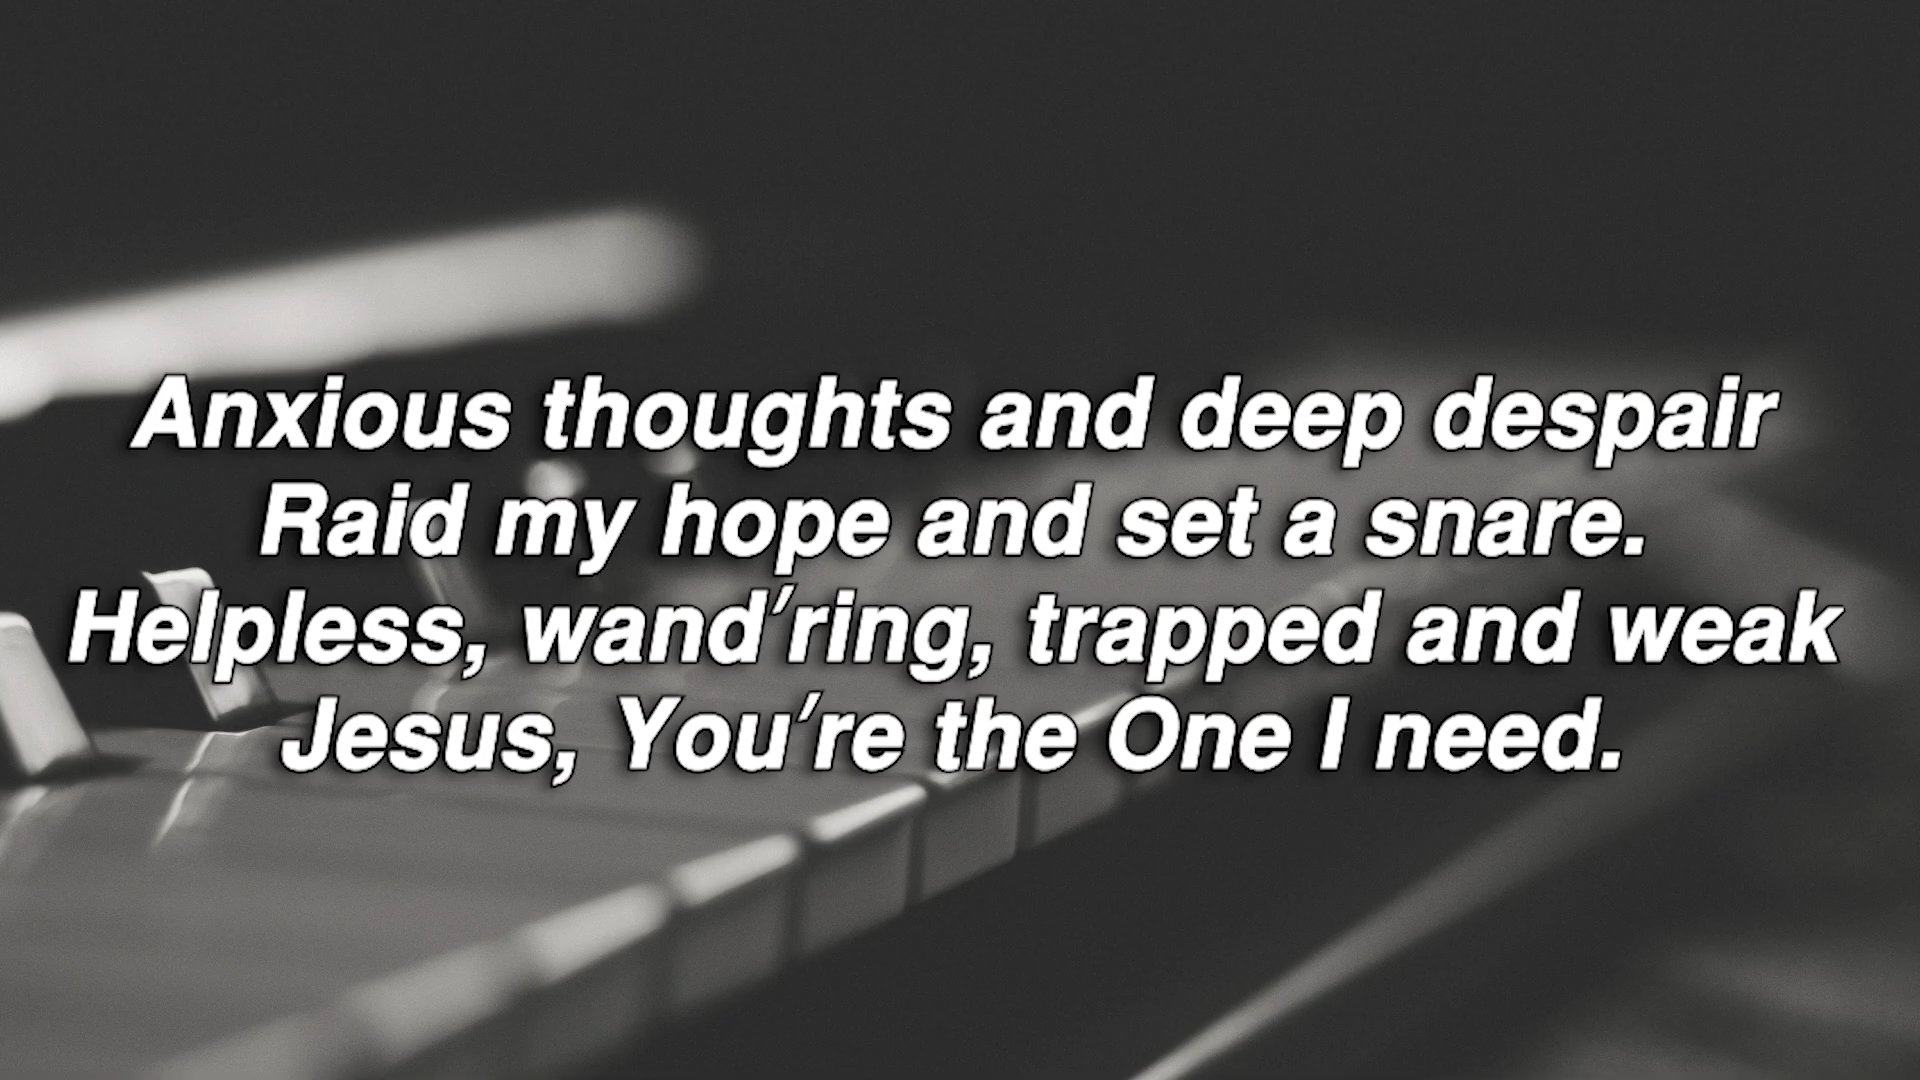 Anxious thoughts and deep despair
Raid my hope and set a snare.
Helpless, wand'ring, trapped and weak
Jesus, You're the One I need.